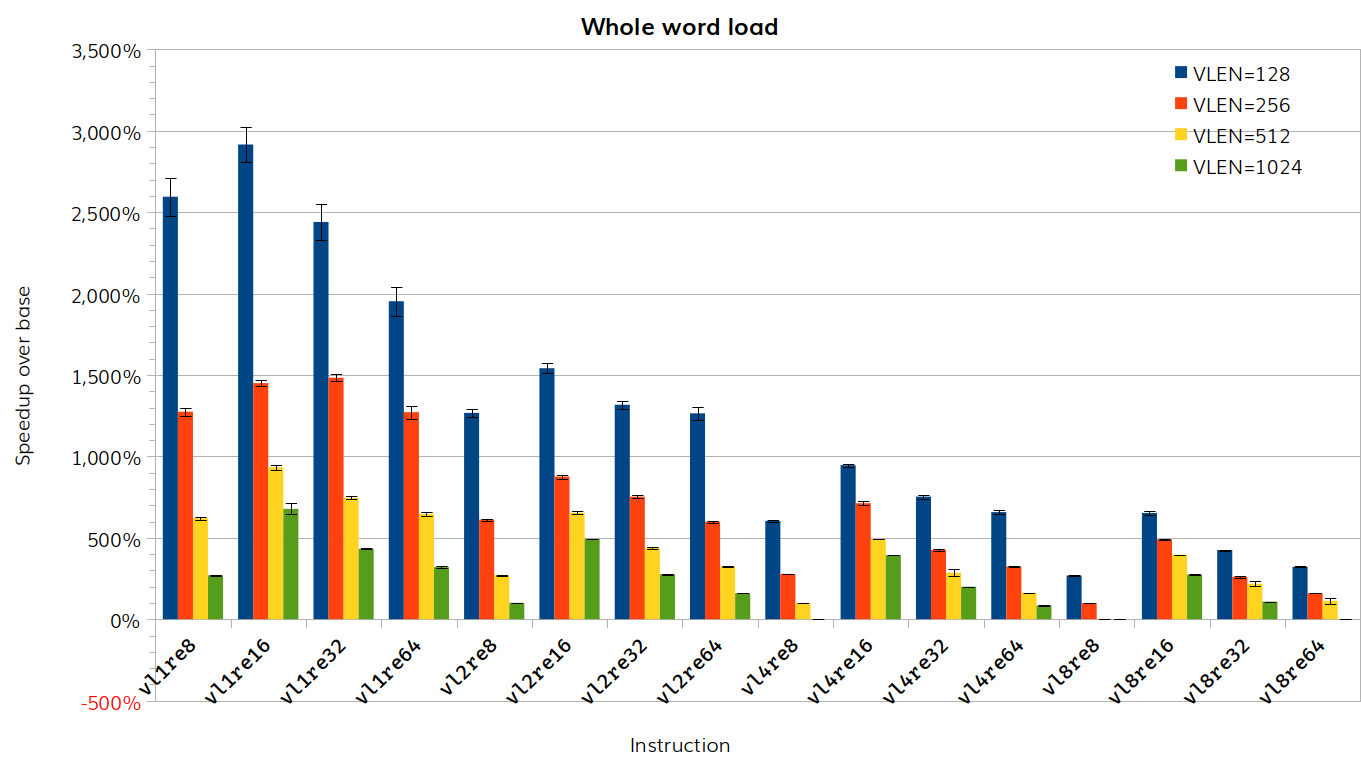 Whole word load
3,500%
3,000%
2,500%
2,000%
1,500%
1,000%
500%
0%
-500%
Speedup over base
VLEN=128
VLEN=256
VLEN=512
VLEN=1024
vl1re8
vl1re16
vl1re32
vl1re64
vl2re8
vl2re16
vl2re32
vl2re64
vl4re8
vl4re16
vl4re32
vl4re64
vl8re8
vl8re16
vl8re32
vl8re64
Instruction